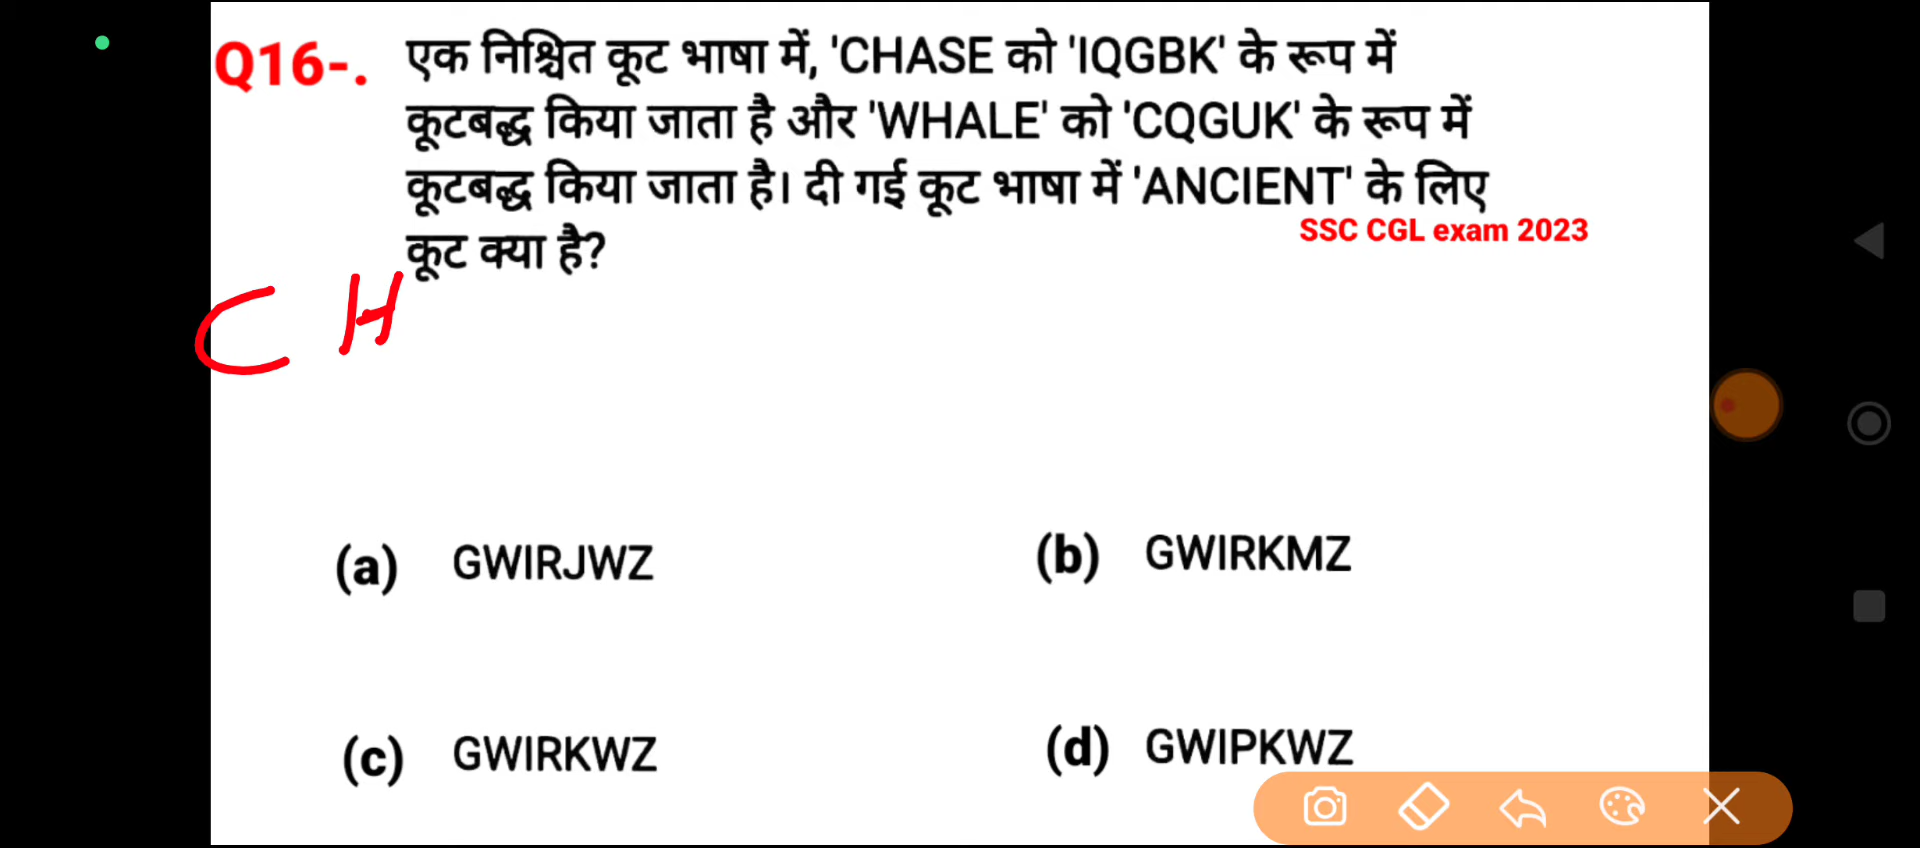 Q16-. एक निश्चित कूट भाषा में, 'CHASE को 'IQGBK' के रूप में
कूटबद्ध किया जाता है और 'WHALE' को 'CQGUK' के रूप में
कूटबद्ध किया जाता है। दी गई कूट भाषा में 'ANCIENT' के लिए
SSC CGL exam 2023
कूट क्या है?
C H
(a) GWIRJWZ
(b) GWIRKMZ
(c) GWIRKWZ
(d) GWIPKWZ